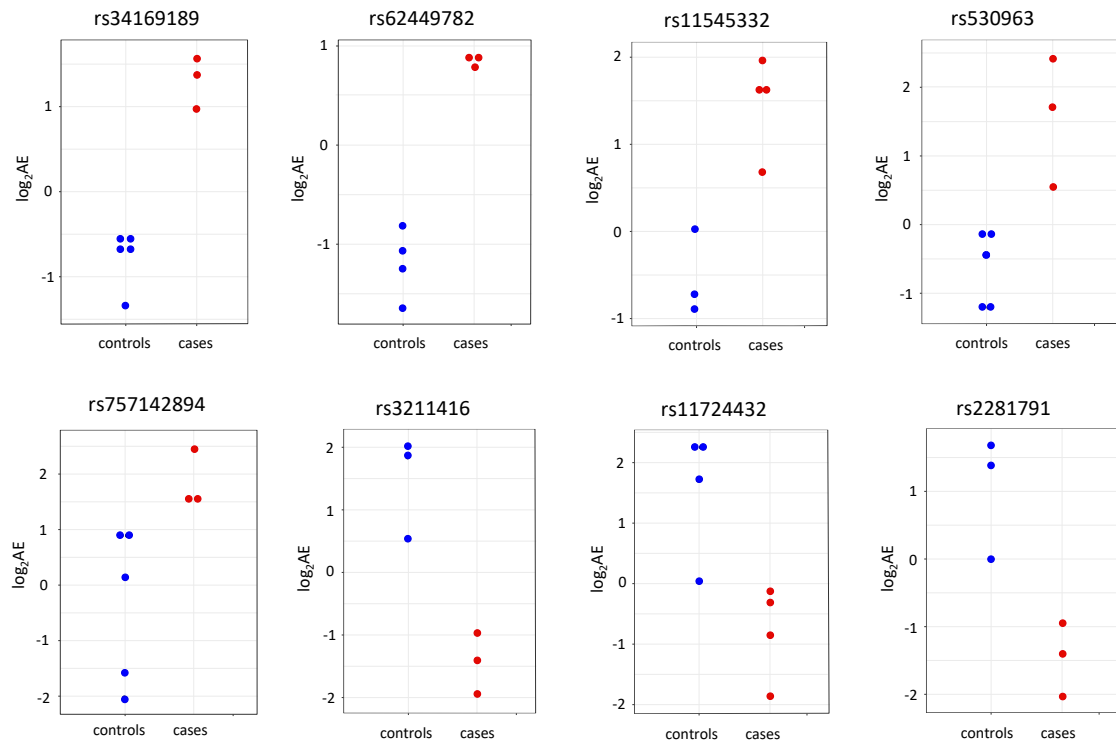 rs34169189
rs62449782
rs11545332
rs530963
log₂AE
1
0
-1
controls
cases
log₂AE
1
0
-1
controls
cases
log₂AE
2
1
0
-1
controls
cases
log₂AE
2
1
0
-1
controls
cases
rs757142894
rs3211416
rs11724432
rs2281791
log₂AE
2
1
0
-1
-2
controls
cases
log₂AE
2
1
0
-1
-2
controls
cases
log₂AE
2
1
0
-1
-2
controls
cases
log₂AE
1
0
-1
-2
controls
cases